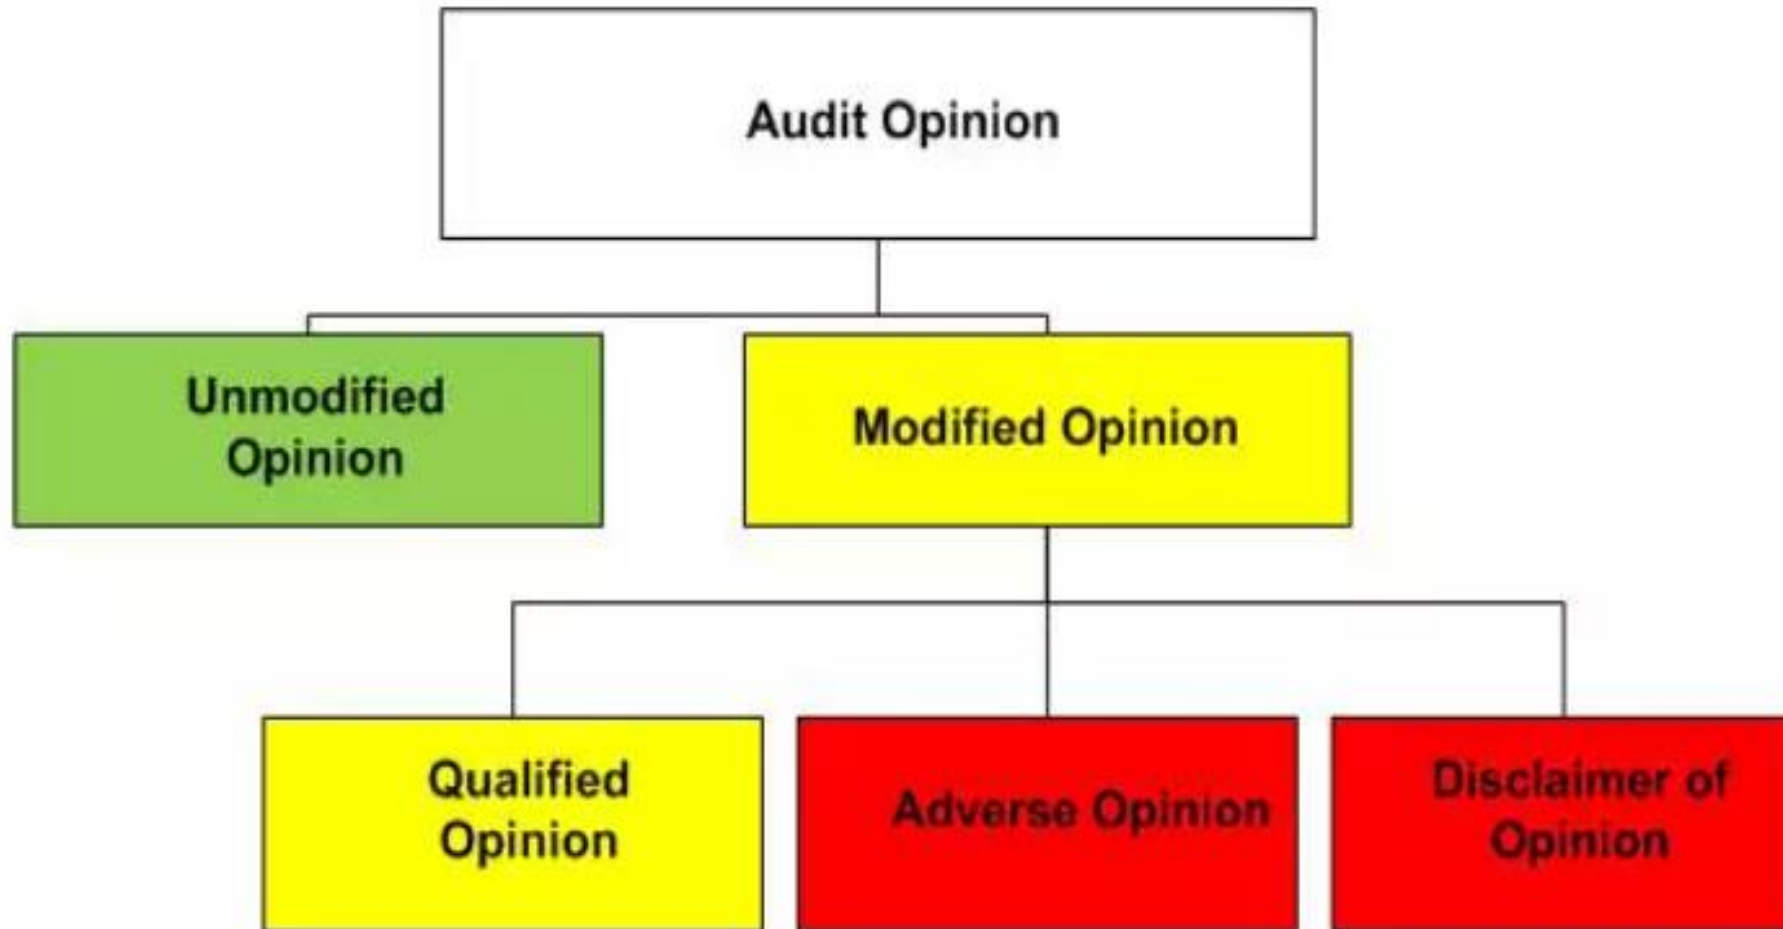 Audit Opinion
Unmodified
Opinion
Modified Opinion
Qualified
Opinion
Adverse Opinion
Disclaimer of
Opinion